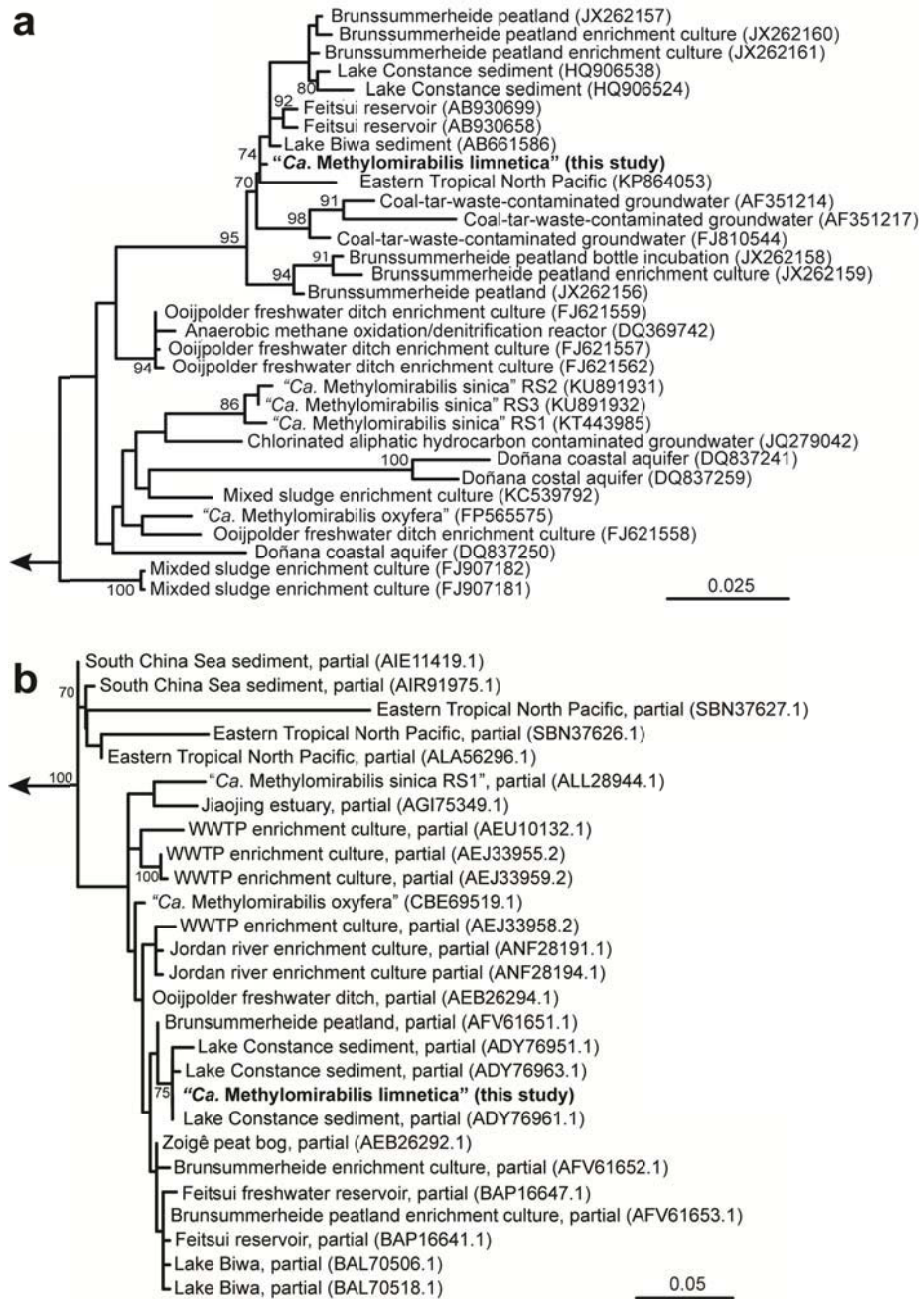 a
Brunssummerheide peatland (JX262157)
Brunssummerheide peatland enrichment culture (JX262160)
Brunssummerheide peatland enrichment culture (JX262161)
Lake Constance sediment (HQ906538)
80
Lake Constance sediment (HQ906524)
92
Feitsui reservoir (AB930699)
Feitsui reservoir (AB930658)
Lake Biwa sediment (AB661586)
74
“Ca. Methylomirabilis limnetica” (this study)
70
Eastern Tropical North Pacific (KP864053)
91
Coal-tar-waste-contaminated groundwater (AF351214)
98
Coal-tar-waste-contaminated groundwater (AF351217)
95
Coal-tar-waste-contaminated groundwater (FJ810544)
91
Brunssummerheide peatland bottle incubation (JX262158)
94
Brunssummerheide peatland enrichment culture (JX262159)
Brunssummerheide peatland (JX262156)
Ooijpolder freshwater ditch enrichment culture (FJ621559)
Anaerobic methane oxidation/denitrification reactor (DQ369742)
Ooijpolder freshwater ditch enrichment culture (FJ621557)
94
Ooijpolder freshwater ditch enrichment culture (FJ621562)
“Ca. Methylomirabilis sinica” RS2 (KU891931)
86
“Ca. Methylomirabilis sinica” RS3 (KU891932)
“Ca. Methylomirabilis sinica” RS1 (KT443985)
Chlorinated aliphatic hydrocarbon contaminated groundwater (JQ279042)
100
Doñana coastal aquifer (DQ837241)
Doñana costal aquifer (DQ837259)
Mixed sludge enrichment culture (KC539792)
“Ca. Methylomirabilis oxyfera” (FP565575)
Ooijpolder freshwater ditch enrichment culture (FJ621558)
Doñana coastal aquifer (DQ837250)
Mixded sludge enrichment culture (FJ907182)
100
Mixded sludge enrichment culture (FJ907181)
0.025
b
South China Sea sediment, partial (AIE11419.1)
70
South China Sea sediment, partial (AIR91975.1)
Eastern Tropical North Pacific, partial (SBN37627.1)
Eastern Tropical North Pacific, partial (SBN37626.1)
Eastern Tropical North Pacific, partial (ALA56296.1)
100
“Ca. Methylomirabilis sinica RS1”, partial (ALL28944.1)
Jiaojing estuary, partial (AGI75349.1)
WWTP enrichment culture, partial (AEU10132.1)
WWTP enrichment culture, partial (AEJ33955.2)
100
WWTP enrichment culture, partial (AEJ33959.2)
“Ca. Methylomirabilis oxyfera” (CBE69519.1)
WWTP enrichment culture, partial (AEJ33958.2)
Jordan river enrichment culture, partial (ANF28191.1)
Jordan river enrichment culture partial (ANF28194.1)
Ooijpolder freshwater ditch, partial (AEB26294.1)
Brunsummerheide peatland, partial (AFV61651.1)
Lake Constance sediment, partial (ADY76951.1)
Lake Constance sediment, partial (ADY76963.1)
75
“Ca. Methylomirabilis limnetica” (this study)
Lake Constance sediment, partial (ADY76961.1)
Zoigê peat bog, partial (AEB26292.1)
Brunsummerheide enrichment culture, partial (AFV61652.1)
Feitsui freshwater reservoir, partial (BAP16647.1)
Brunsummerheide peatland enrichment culture, partial (AFV61653.1)
Feitsui reservoir, partial (BAP16641.1)
Lake Biwa, partial (BAL70506.1)
Lake Biwa, partial (BAL70518.1)
0.05